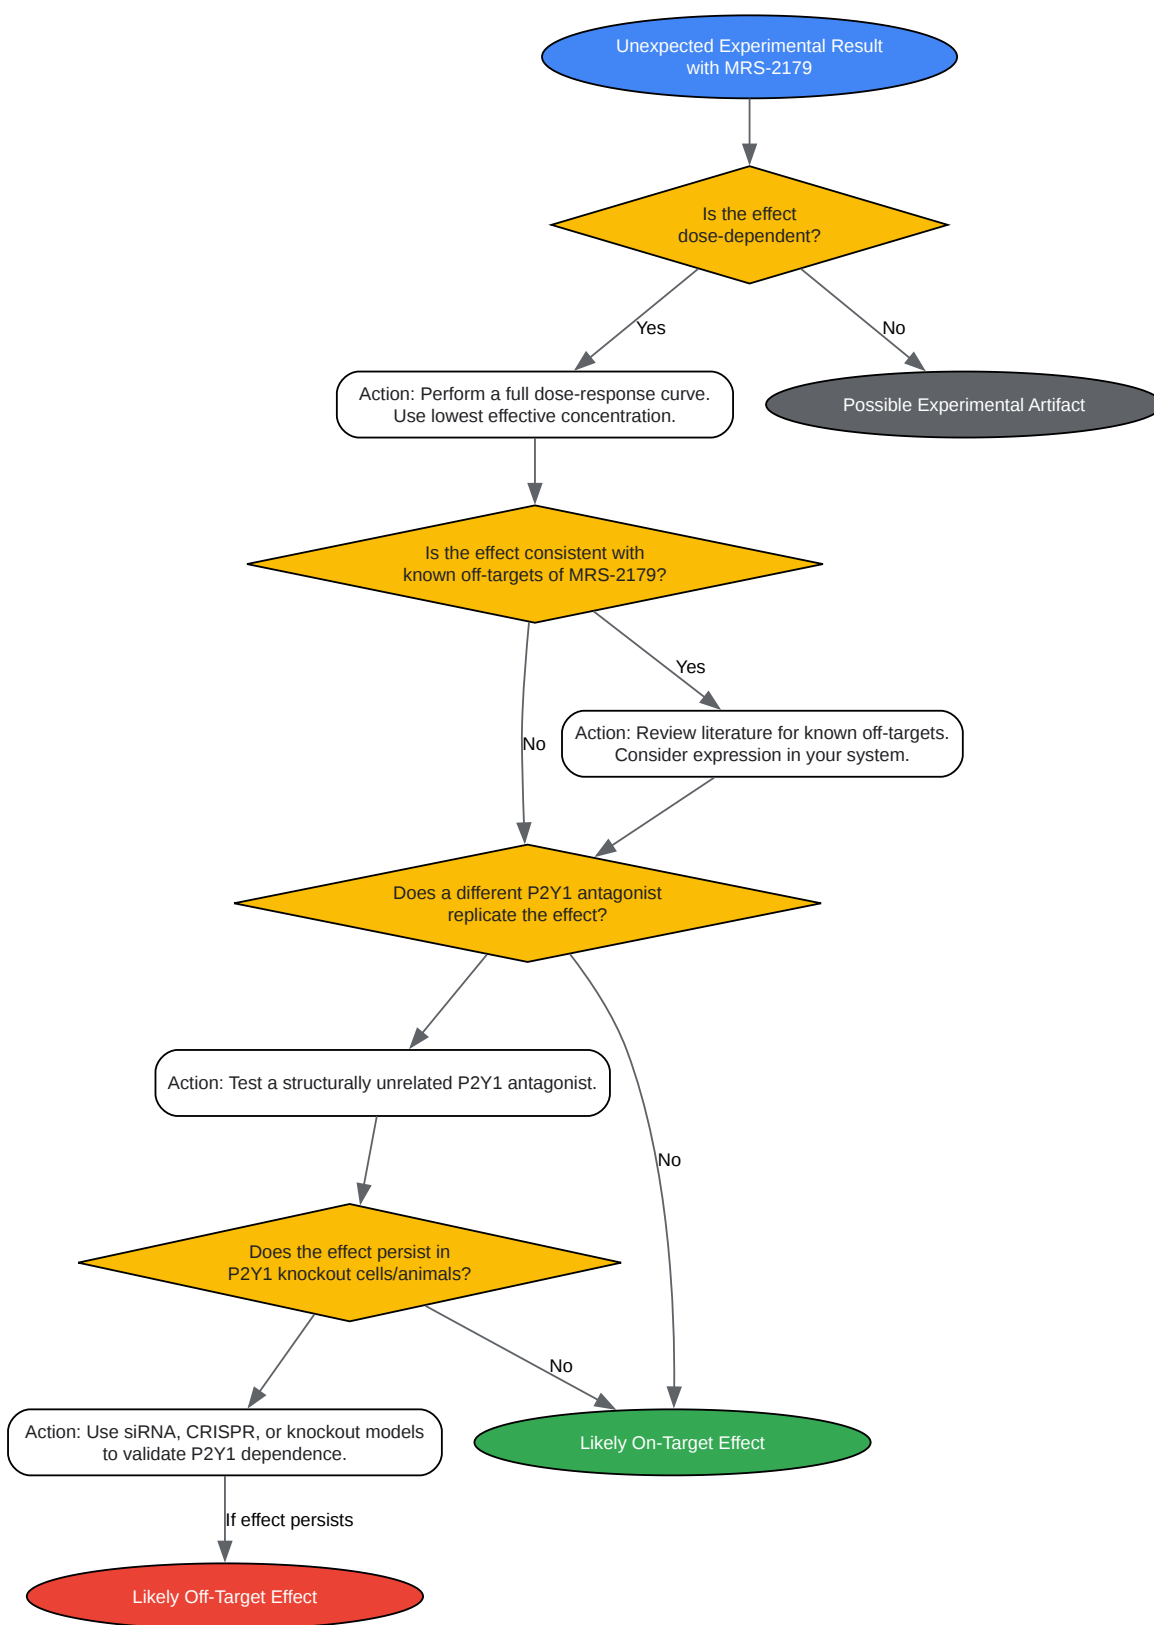 Unexpected Experimental Result
with MRS-2179
Is the effect
dose-dependent?
Yes
No
Action: Perform a full dose-response curve.
Use lowest effective concentration.
Possible Experimental Artifact
Is the effect consistent with
known off-targets of MRS-2179?
Yes
No
Action: Review literature for known off-targets.
Consider expression in your system.
Does a different P2Y1 antagonist
replicate the effect?
Action: Test a structurally unrelated P2Y1 antagonist.
No
Does the effect persist in
P2Y1 knockout cells/animals?
No
Action: Use siRNA, CRISPR, or knockout models
to validate P2Y1 dependence.
Likely On-Target Effect
If effect persists
Likely Off-Target Effect